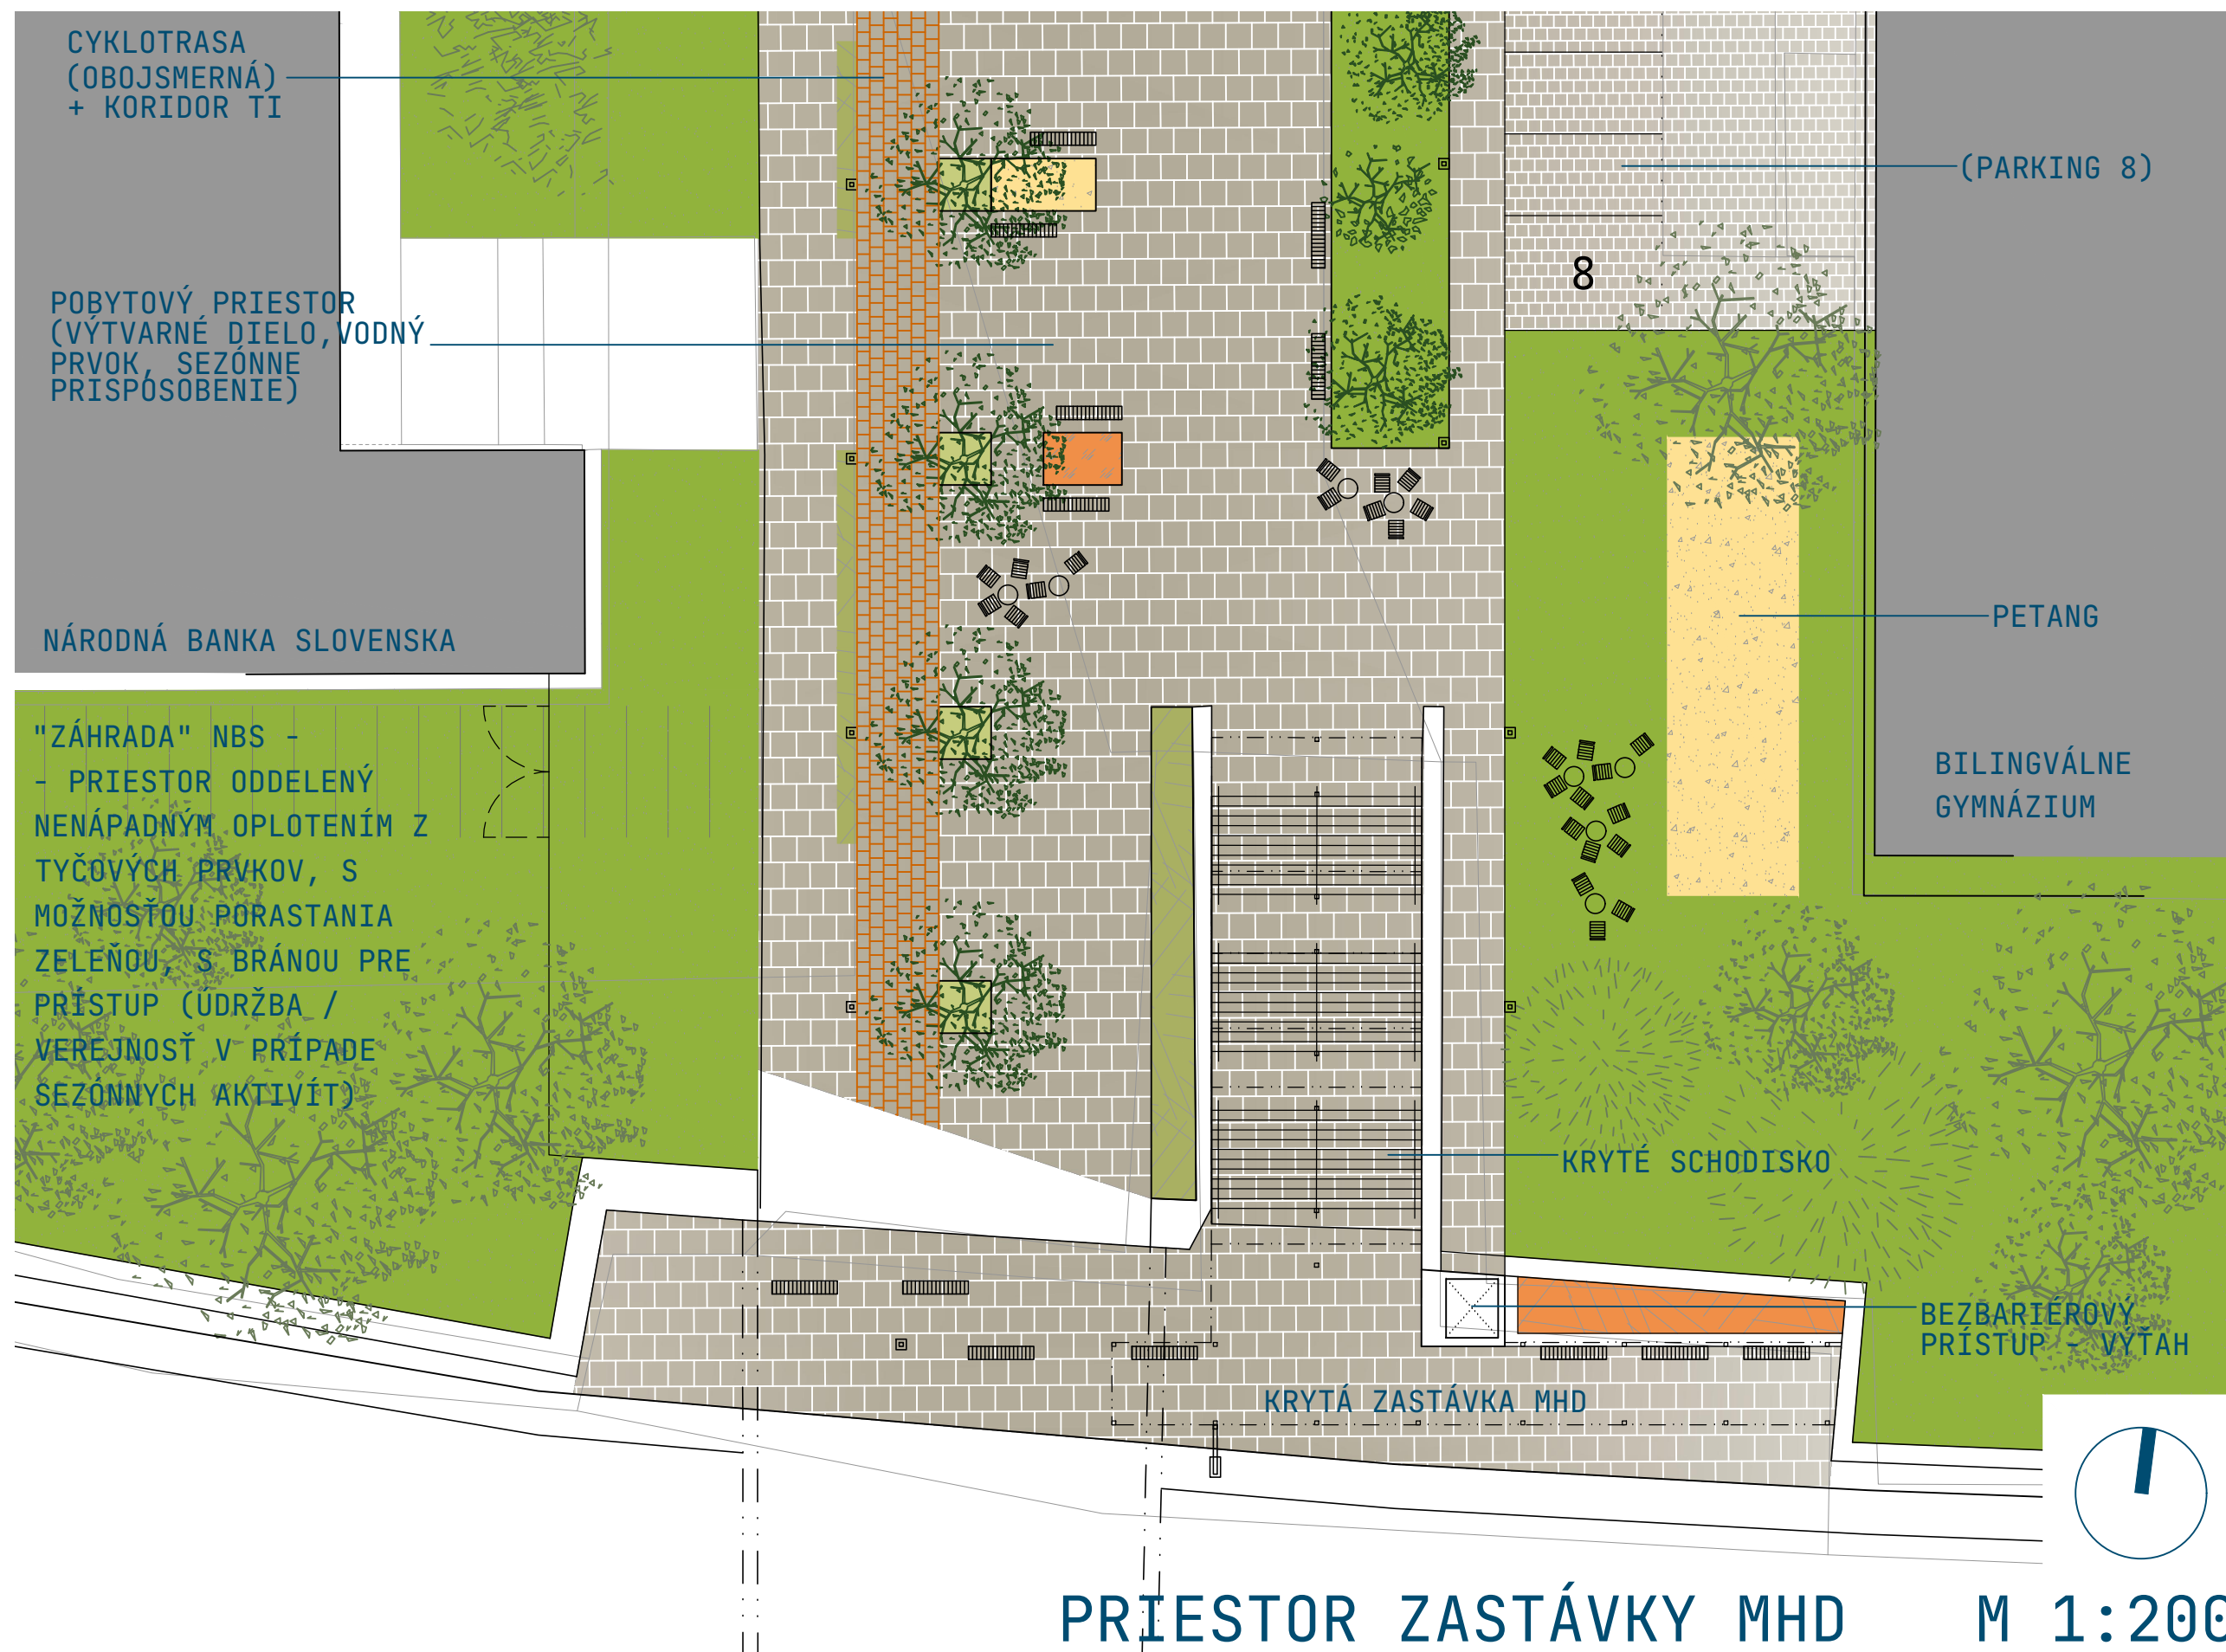 CYKLOTRASA
(OBOJSMERNÁ)
+ KORIDOR TI
(PARKING 8)
8
POBYTOVÝ PRIESTOR
(VÝTVARNÉ DIELO,VODNÝ
PRVOK, SEZÓNNE
PRISPÔSOBENIE)
PETANG
NÁRODNÁ BANKA SLOVENSKA
"ZÁHRADA" NBS -
- PRIESTOR ODDELENÝ
NENÁPADNÝM OPLOTENÍM Z
TYČOVÝCH PRVKOV, S
MOŽNOSŤOU PORASTANIA
ZELEŇOU, S BRÁNOU PRE
PRÍSTUP (ÚDRŽBA /
VEREJNOSŤ V PRÍPADE
SEZÓNNYCH AKTIVÍT)
BILINGVÁLNE
GYMNÁZIUM
KRYTÉ SCHODISKO
BEZBARIÉROVÝ
PRÍSTUP - VÝŤAH
KRYTÁ ZASTÁVKA MHD
PRIESTOR ZASTÁVKY MHD M 1:200